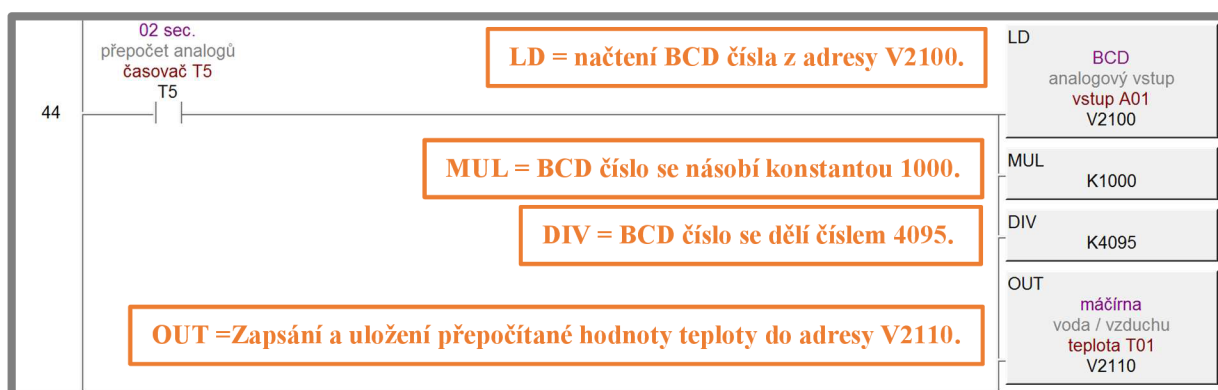 02 sec.
přepočet analogů
časovač T5
T5
44
LD = načtení BCD čísla z adresy V2100.
LD
BCD
analogový vstup
vstup A01
V2100
MUL = BCD číslo se násobí konstantou 1000.
MUL
K1000
DIV = BCD číslo se dělí číslem 4095.
DIV
K4095
OUT =Zapsání a uložení přepočítané hodnoty teploty do adresy V2110.
OUT
máčírna
voda / vzduchu
teplota T01
V2110